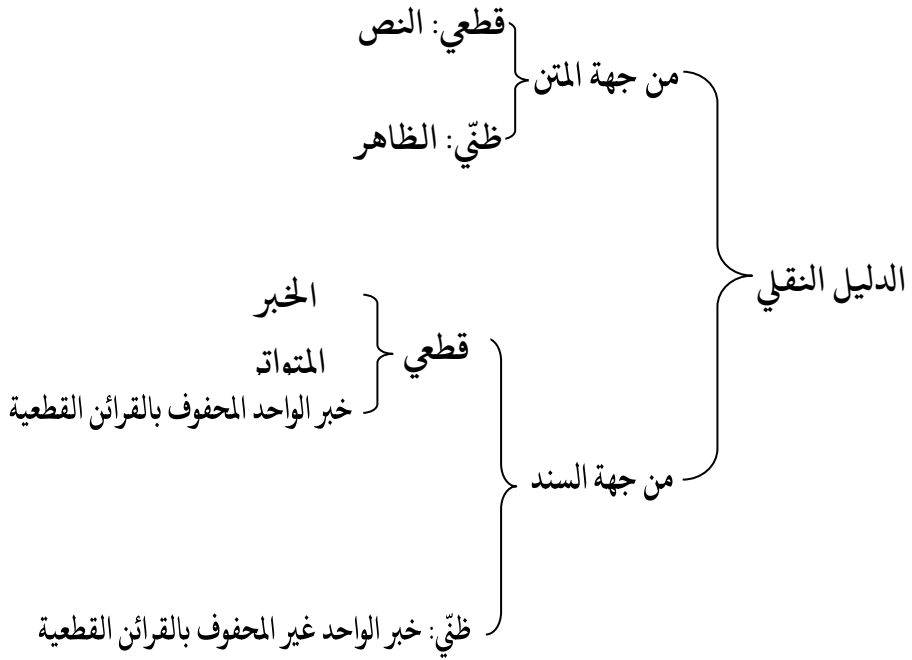 قطعي: النص
من جهة المتن
ظنّي: الظاهر
الدليل النقلي
الخبر
المتواتر
قطعي
خبر الواحد المحفوف بالقرائن القطعية
من جهة السند
ظنّي: خبر الواحد غير المحفوف بالقرائن القطعية